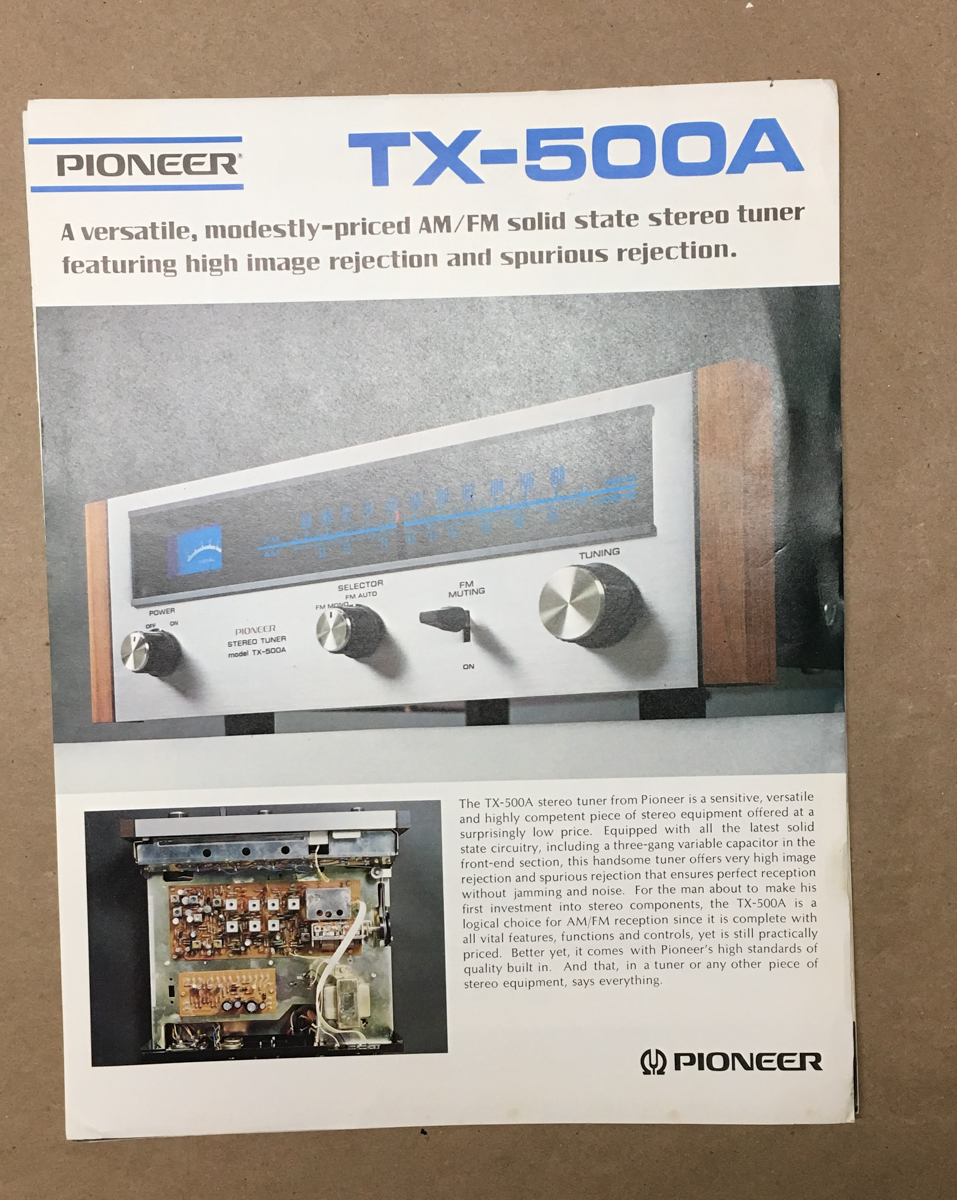 PIONEER®
TX-500A
A versatile, modestly-priced AM/FM solid state stereo tuner
featuring high image rejection and spurious rejection.
POWER
OFF
ON
PIONEER
STEREO TUNER
model TX-500A
SELECTOR
FM AUTO
FM MONO
FM
MUTING
ON
TUNING
The TX-500A stereo tuner from Pioneer is a sensitive, versatile
and highly competent piece of stereo equipment offered at a
surprisingly low price. Equipped with all the latest solid
state circuitry, including a three-gang variable capacitor in the
front-end section, this handsome tuner offers very high image
rejection and spurious rejection that ensures perfect reception
without jamming and noise. For the man about to make his
first investment into stereo components, the TX-500A is a
logical choice for AM/FM reception since it is complete with
all vital features, functions and controls, yet is still practically
priced. Better yet, it comes with Pioneer's high standards of
quality built in. And that, in a tuner or any other piece of
stereo equipment, says everything.
PIONEER